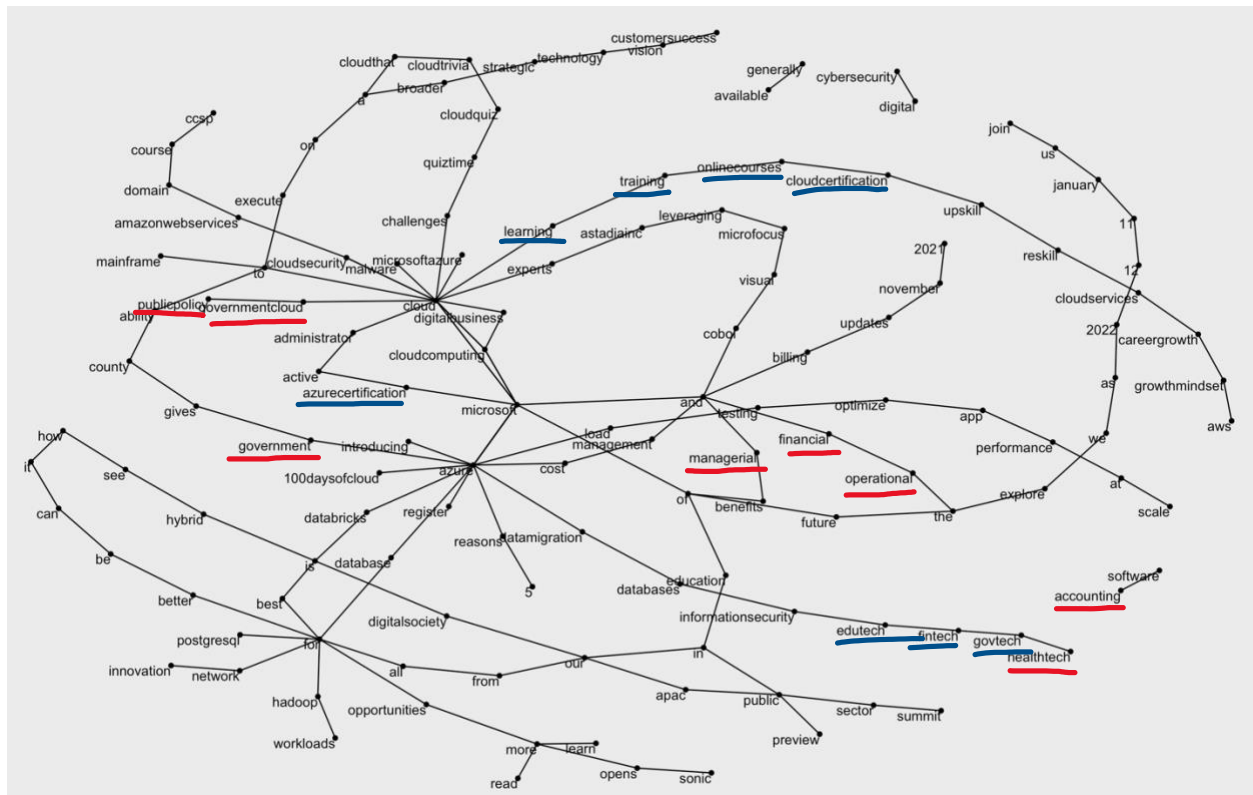 customersuccess
vision
technology
strategic
cloudthat
cloudtrivia
broader
a
generally
available
cybersecurity
digital
ccsp
cloudquiz
course
on
quiztime
join
us
domain
execute
training
onlinecourses
cloudcertification
january
amazonwebservices
challenges
learning
astadiainc
leveraging
microfocus
upskill
11
mainframe
to
cloudsecurity
malware
microsoftazure
experts
visual
2021
reskill
12
publicpolicy
governmentcloud
ability
cloud
digitalbusiness
november
cloudservices
administrator
cloudcomputing
cobol
updates
2022
careergrowth
county
active
billing
azurecertification
microsoft
and
testing
optimize
app
as
growthmindset
gives
aws
how
government
introducing
load
management
financial
performance
we
it
see
100daysofcloud
azure
cost
managerial
operational
at
can
hybrid
databricks
register
of
benefits
future
the
explore
scale
be
is
database
reasons
datamigration
better
best
5
databases
education
software
accounting
postgresql
for
digitalsociety
informationsecurity
edutech
fintech
govtech
healthtech
innovation
network
all
from
our
in
hadoop
opportunities
apac
public
sector
summit
workloads
more
learn
preview
read
opens
sonic